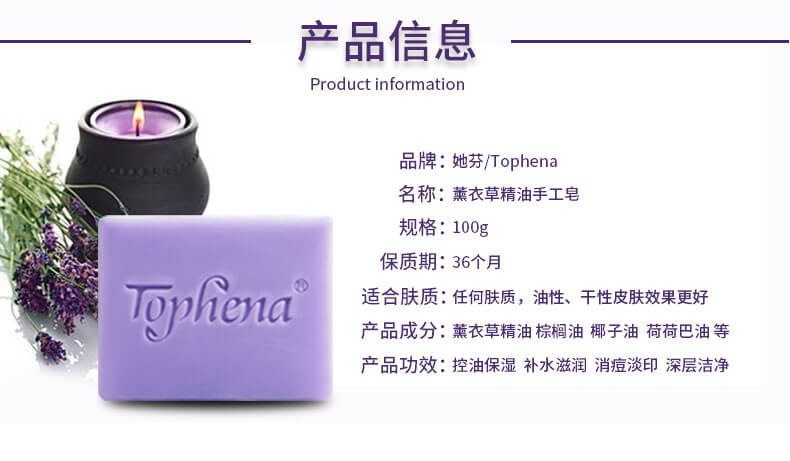 产品信息
Product information
品牌：她芬/Tophena
名称：薰衣草精油手工皂
规格：100g
保质期：36个月
适合肤质：任何肤质，油性、干性皮肤效果更好
产品成分：薰衣草精油 棕榈油 椰子油 荷荷巴油 等
产品功效：控油保湿 补水滋润 消痘淡印 深层洁净
Tophena®